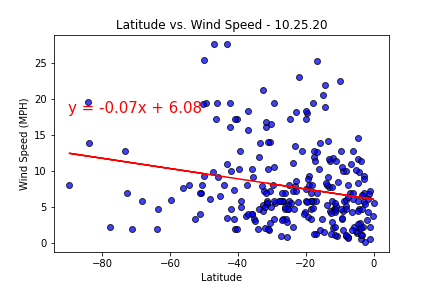 Latitude vs. Wind Speed - 10.25.20
Wind Speed (MPH)
25
20
15
10
5
0
y = -0.07x + 6.08
−80
−60
−40
−20
0
Latitude